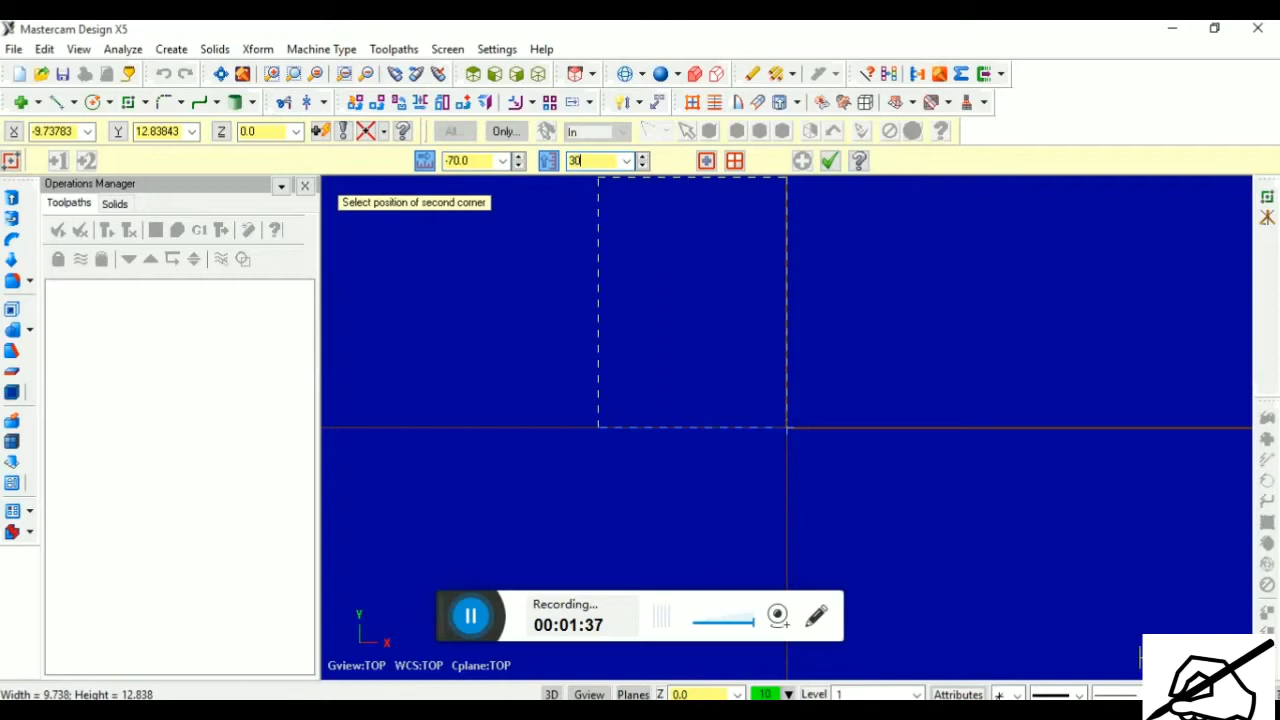 Mastercam Design X5
File Edit View Analyze Create Solids Xform Machine Type Toolpaths Screen Settings Help
X -9.73783 Y 12.83843 Z 0.0 All... Only... In
+1 +2 -70.0 30
Operations Manager
Toolpaths Solids
Select position of second corner
G1
Recording...
00:01:37
Y
X
Gview:TOP WCS:TOP Cplane:TOP
Width = 9.738; Height = 12.838 3D Gview Planes Z 0.0 10 Level 1 Attributes